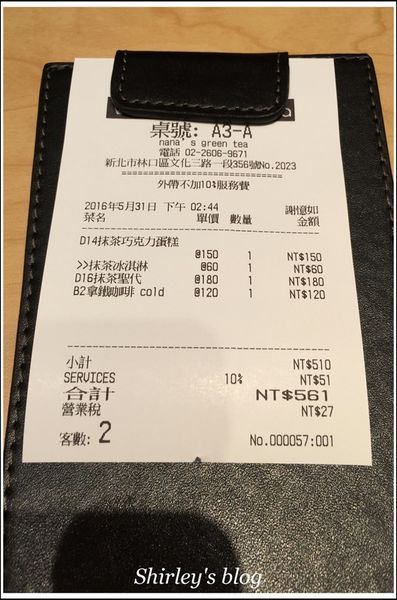 桌號: A3-A
nana's green tea
電話 02-2606-9671
新北市林口區文化三路一段356號No.2023
外帶不加10%服務費
2016年5月31日 下午 02:44 謝憶如
菜名 單價 數量 金額
D14抹茶巧克力蛋糕
@150 1 NT$150
>>抹茶冰淇淋 @60 1 NT$60
D16抹茶聖代 @180 1 NT$180
B2拿鐵咖啡 cold @120 1 NT$120
小計 NT$510
SERVICES 10% NT$51
合計 NT$561
營業稅 NT$27
客數: 2 No.000057:001
Shirley's blog